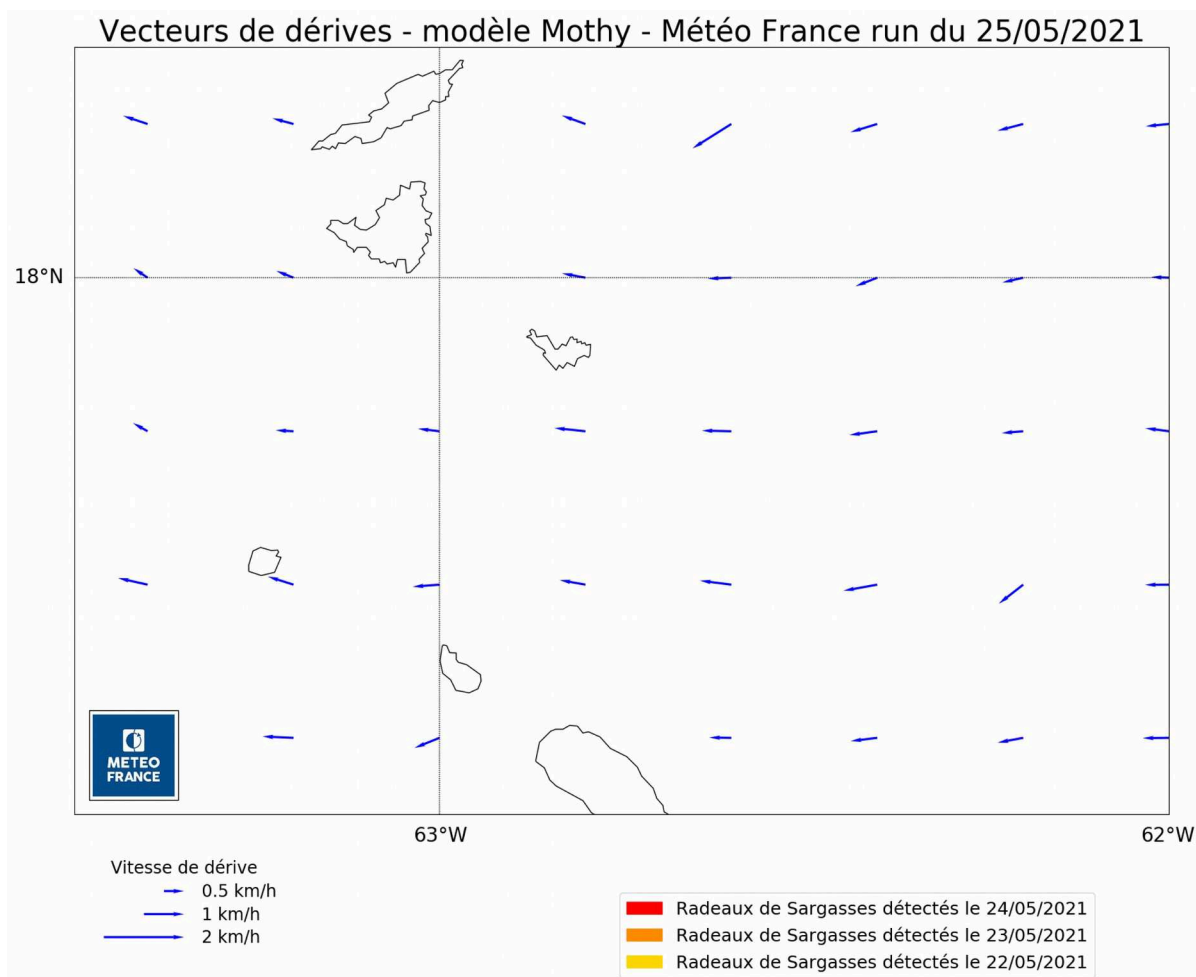 Vecteurs de dérives - modèle Mothy - Météo France run du 25/05/2021
18°N
METEO
FRANCE
63°W
62°W
Vitesse de dérive
0.5 km/h
1 km/h
2 km/h
Radeaux de Sargasses détectés le 24/05/2021
Radeaux de Sargasses détectés le 23/05/2021
Radeaux de Sargasses détectés le 22/05/2021